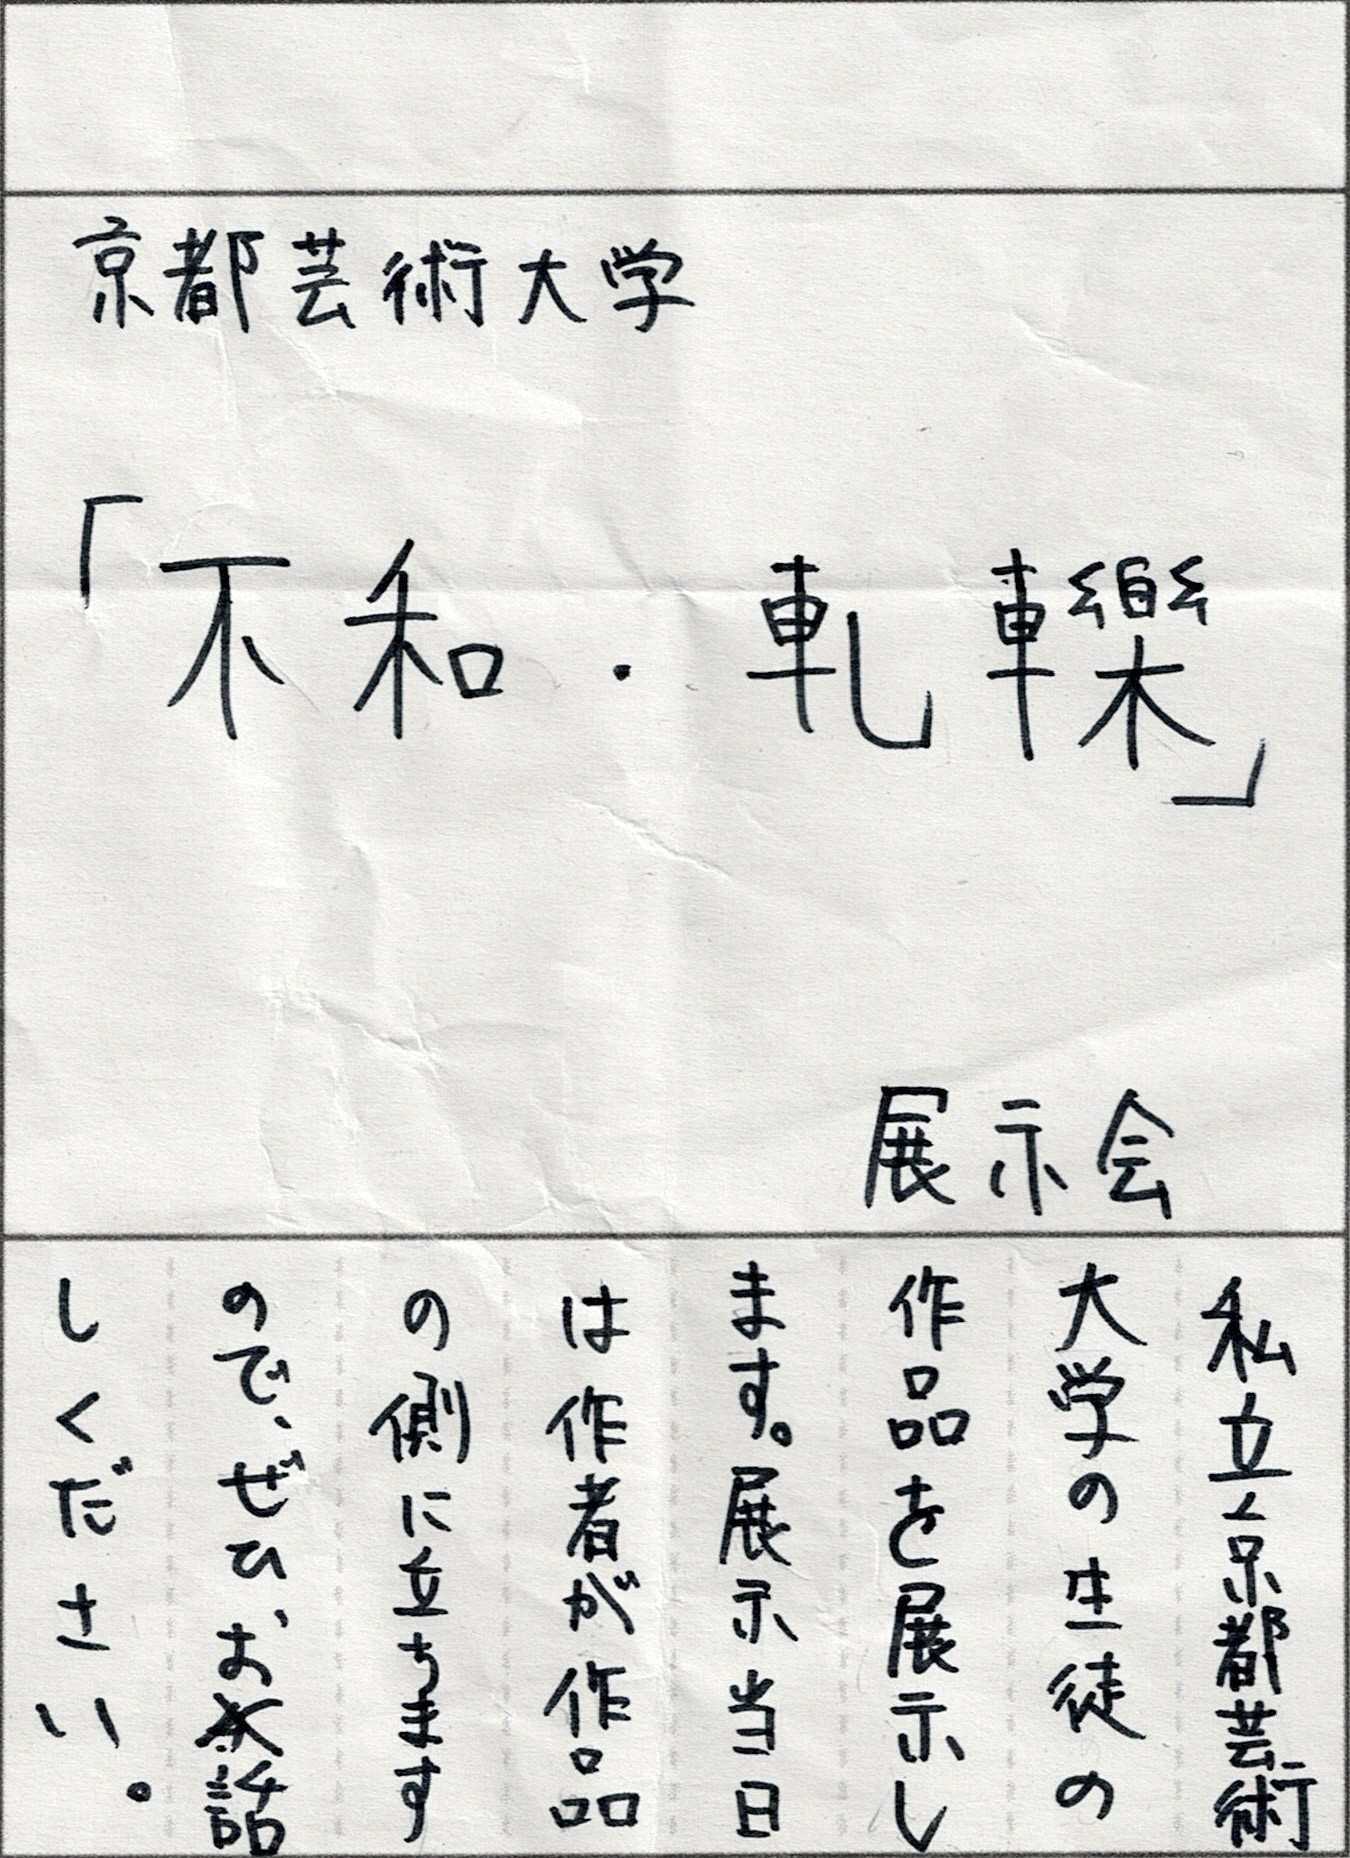 京都芸術大学
「不和・軋轢」
展示会
私立京都芸術
大学の生徒の
作品を展示し
ます。展示当日
は作者が作品
の側に立ちます
ので、ぜひ、お話
しください。